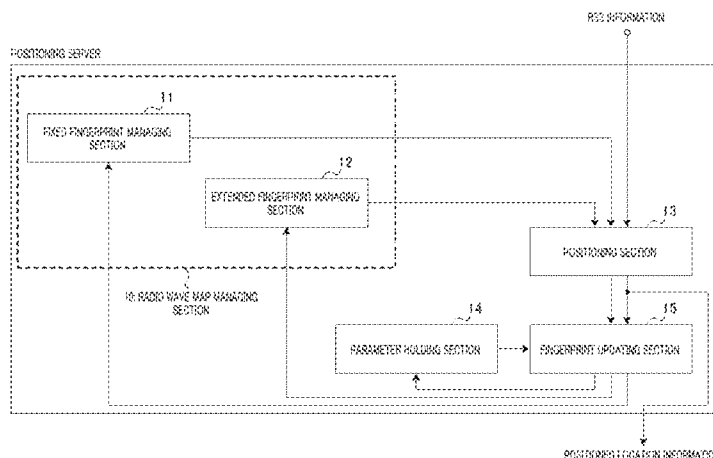 RSS INFORMATION
POSITIONING SERVER
11
FIXED FINGERPRINT MANAGING
SECTION
12
EXTENDED FINGERPRINT MANAGING
SECTION
13
POSITIONING SECTION
10: RADIO WAVE MAP MANAGING
SECTION
14
PARAMETER HOLDING SECTION
15
FINGERPRINT UPDATING SECTION
POSITIONED LOCATION INFORMATION